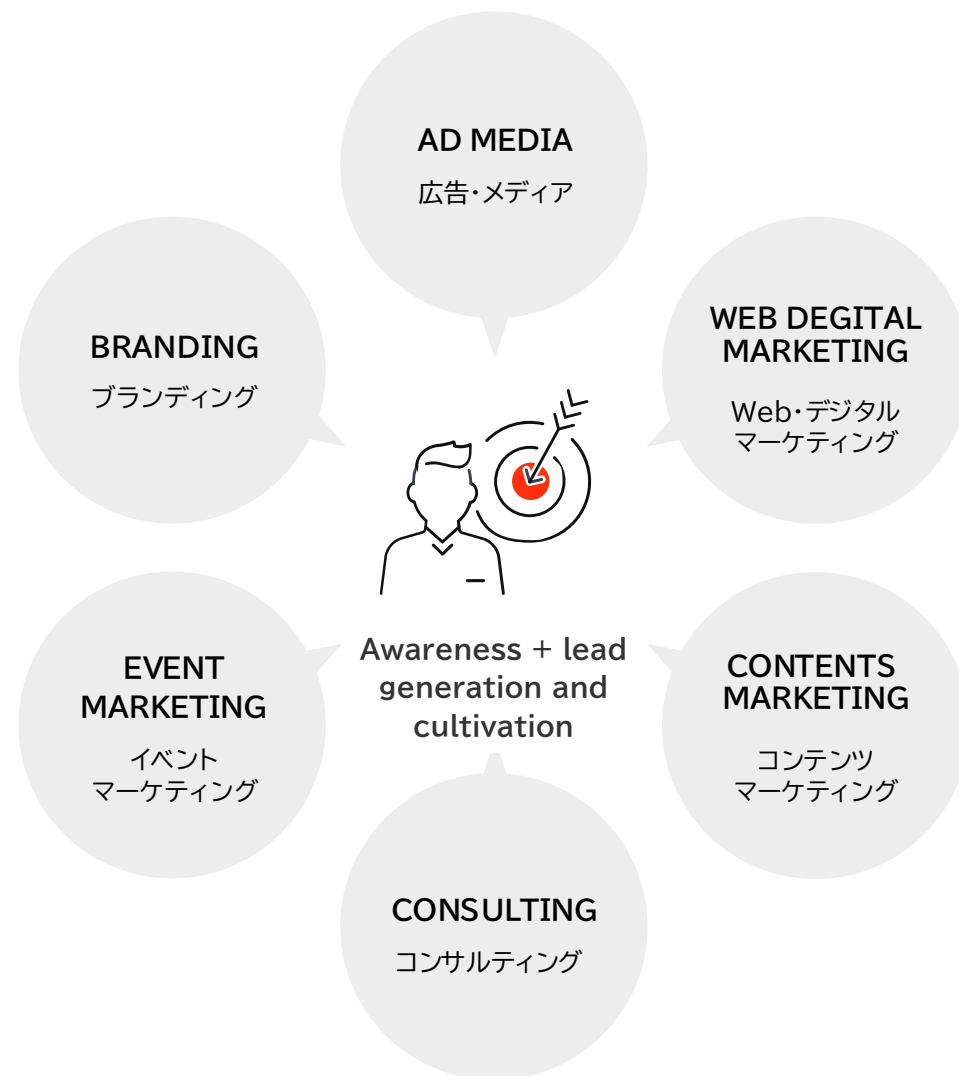 AD MEDIA
広告・メディア
BRANDING
ブランディング
WEB DEGITAL
MARKETING
Web・デジタル
マーケティング
Awareness + lead
generation and
cultivation
EVENT
MARKETING
イベント
マーケティング
CONTENTS
MARKETING
コンテンツ
マーケティング
CONSULTING
コンサルティング